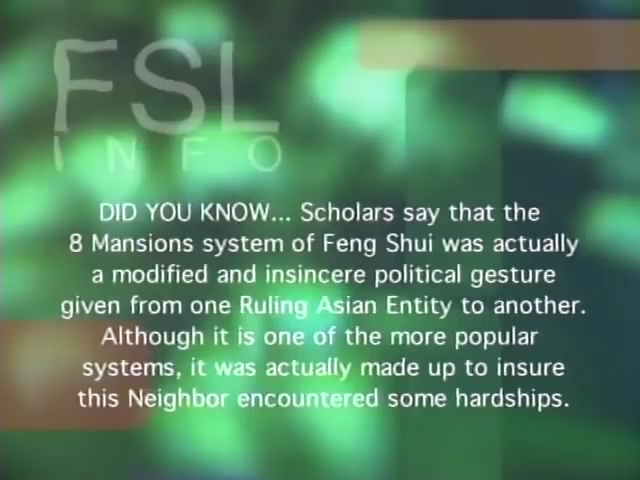 FSL
INFO
DID YOU KNOW... Scholars say that the
8 Mansions system of Feng Shui was actually
a modified and insincere political gesture
given from one Ruling Asian Entity to another.
Although it is one of the more popular
systems, it was actually made up to insure
this Neighbor encountered some hardships.